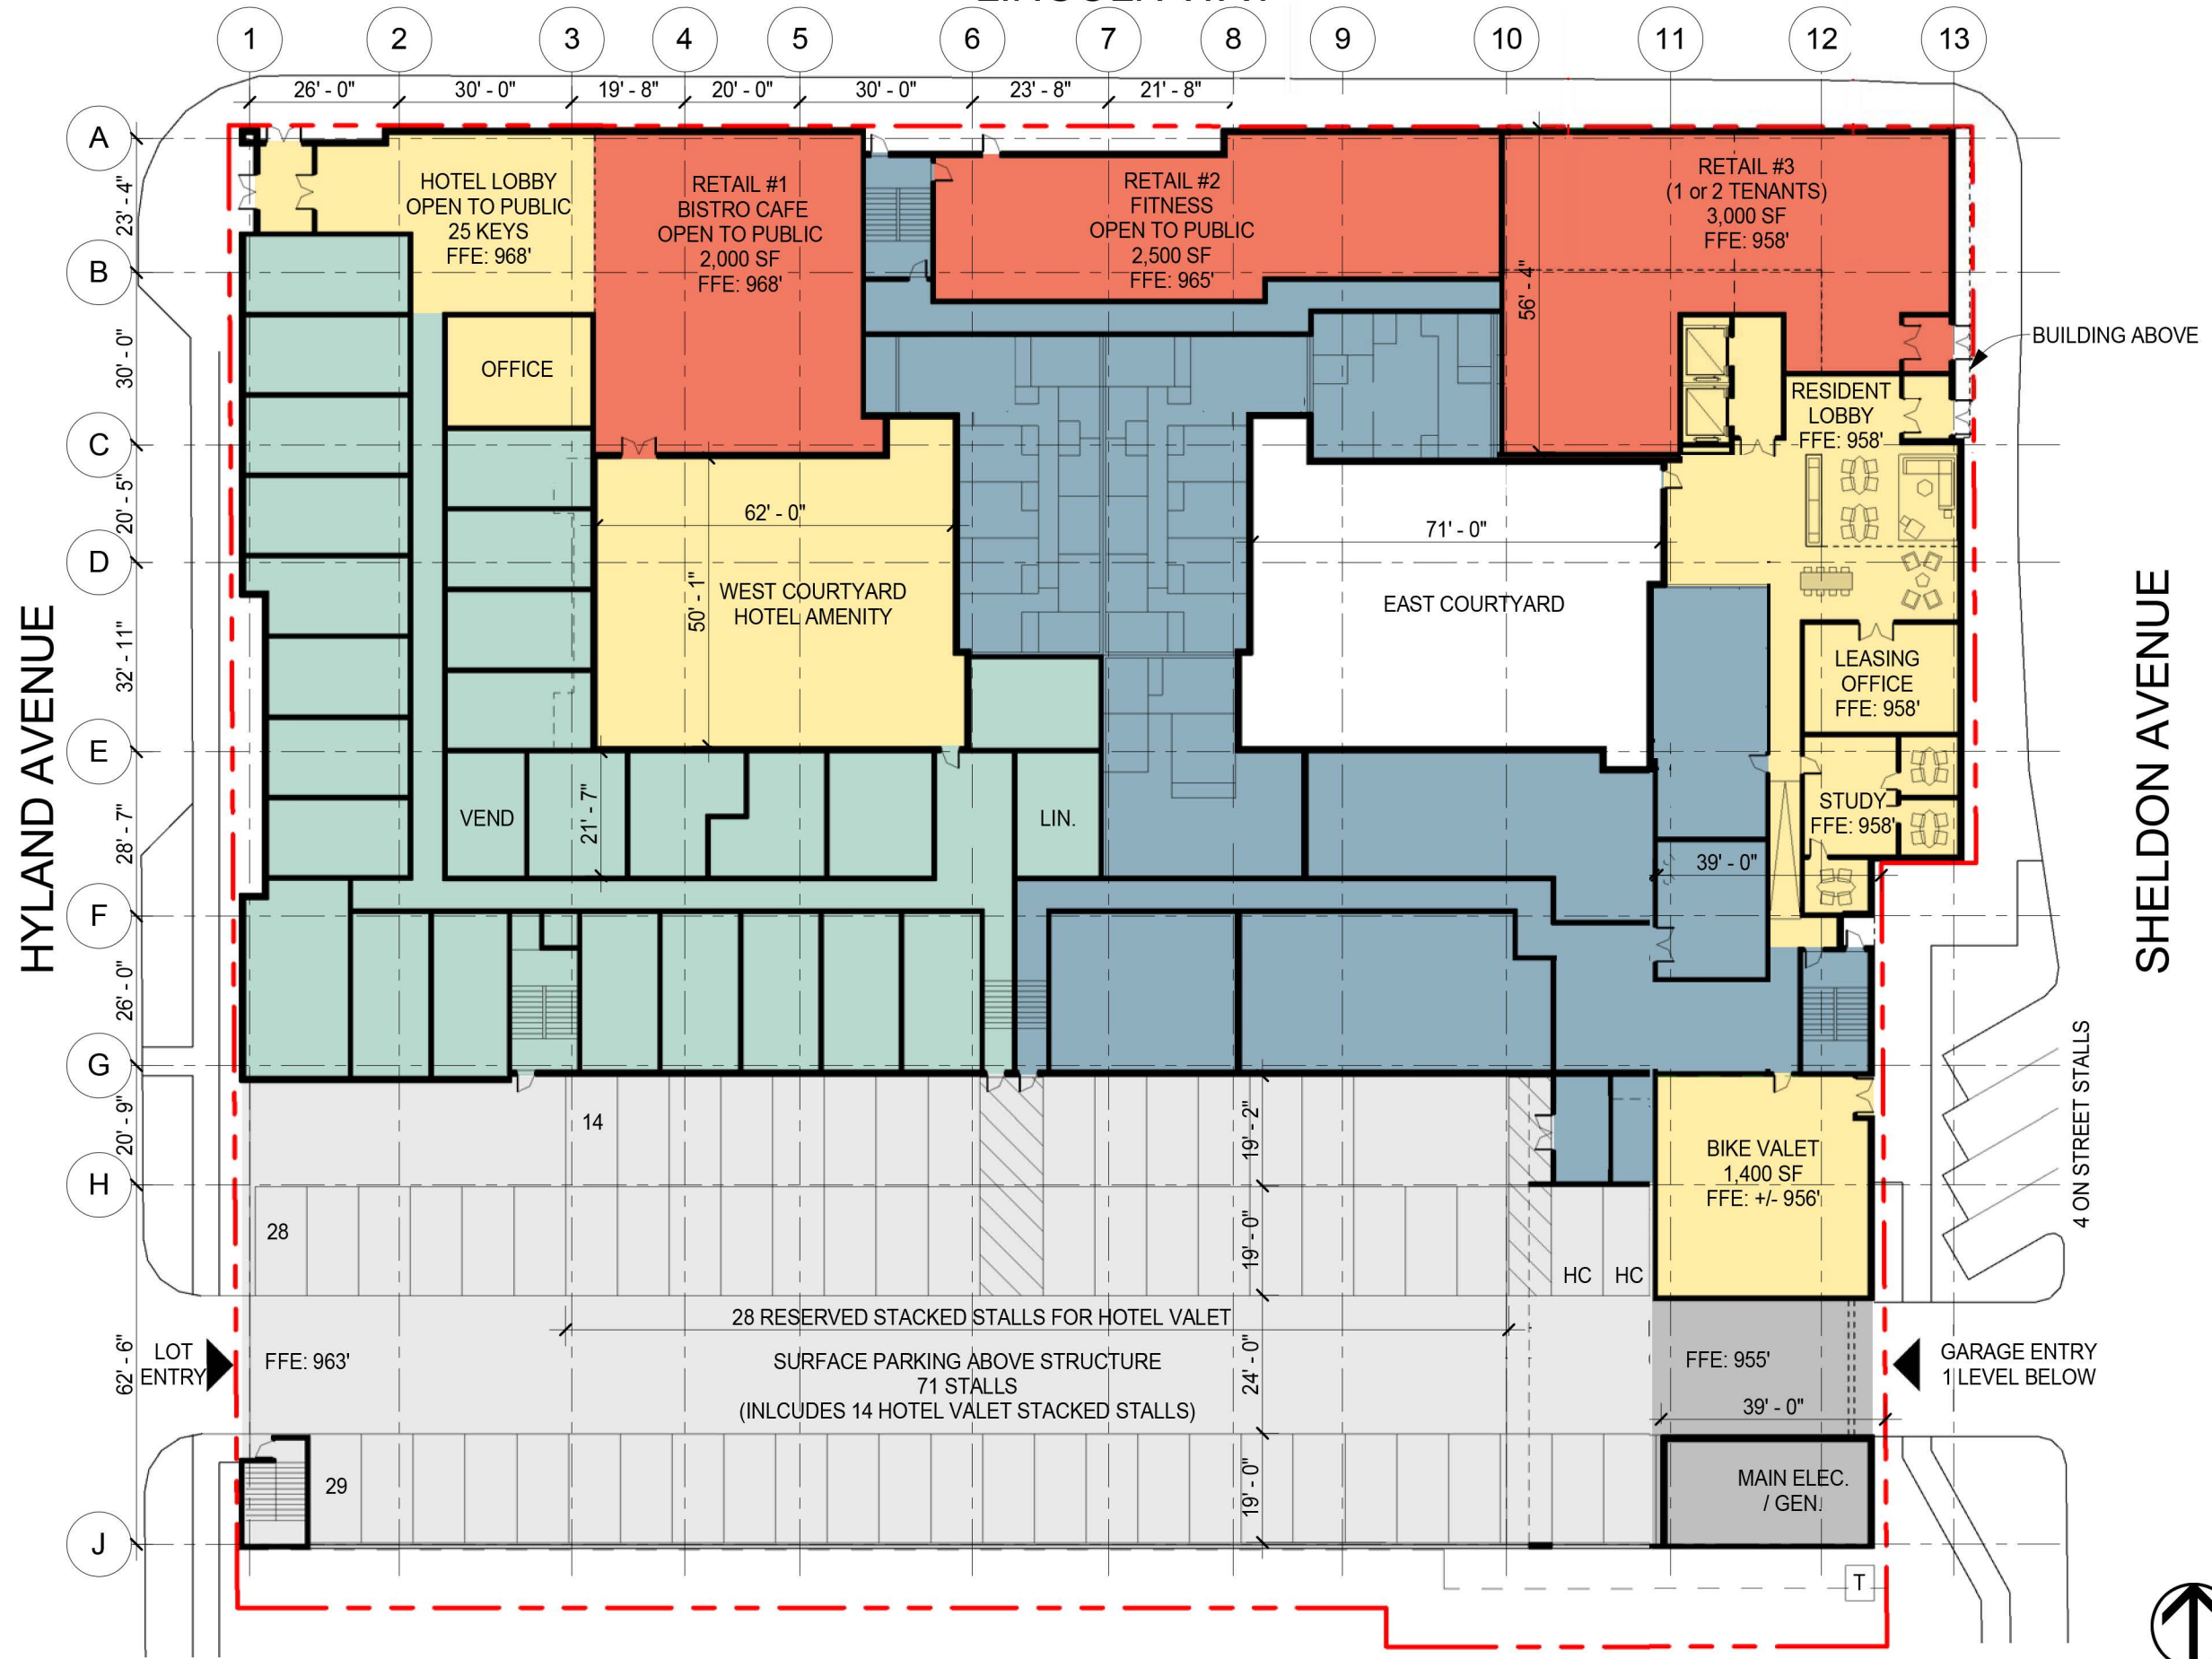 1 2 3 4 5 6 7 8 9 10 11 12 13
26' - 0" 30' - 0" 19' - 8" 20' - 0" 30' - 0" 23' - 8" 21' - 8"
A
B
C
D
E
F
G
H
J
23' - 4"
30' - 0"
20' - 5"
32' - 11"
28' - 7"
26' - 0"
20' - 9"
62' - 6"
HYLAND AVENUE
HOTEL LOBBY
OPEN TO PUBLIC
25 KEYS
FFE: 968'
RETAIL #1
BISTRO CAFE
OPEN TO PUBLIC
2,000 SF
FFE: 968'
RETAIL #2
FITNESS
OPEN TO PUBLIC
2,500 SF
FFE: 965'
RETAIL #3
(1 or 2 TENANTS)
3,000 SF
FFE: 958'
56' - 4"
BUILDING ABOVE
OFFICE
RESIDENT
LOBBY
FFE: 958'
62' - 0"
50' - 1"
WEST COURTYARD
HOTEL AMENITY
71' - 0"
EAST COURTYARD
LEASING
OFFICE
FFE: 958'
STUDY
FFE: 958'
VEND
21' - 7"
LIN.
39' - 0"
SHELDON AVENUE
4 ON STREET STALLS
14
19' - 2"
BIKE VALET
1,400 SF
FFE: +/- 956'
28
19' - 0"
HC HC
28 RESERVED STACKED STALLS FOR HOTEL VALET
LOT
ENTRY
FFE: 963'
SURFACE PARKING ABOVE STRUCTURE
71 STALLS
(INLCUDES 14 HOTEL VALET STACKED STALLS)
24' - 0"
FFE: 955'
39' - 0"
GARAGE ENTRY
1 LEVEL BELOW
29
19' - 0"
MAIN ELEC.
/ GEN.
T